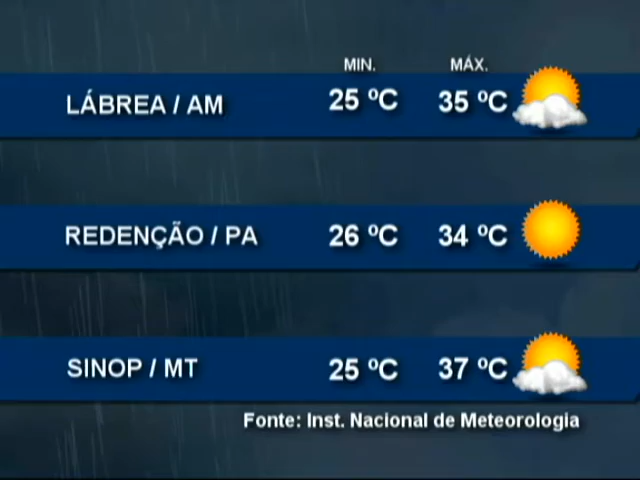 MIN. MÁX.
LÁBREA / AM 25 ºC 35 ºC
REDENÇÃO / PA 26 ºC 34 ºC
SINOP / MT 25 ºC 37 ºC
Fonte: Inst. Nacional de Meteorologia